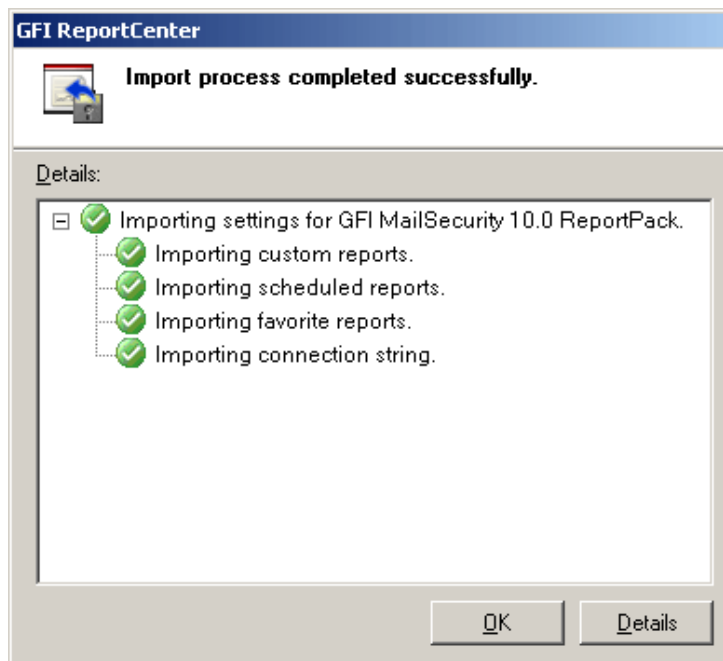 GFI ReportCenter
Import process completed successfully.
Details:
Importing settings for GFI MailSecurity 10.0 ReportPack.
Importing custom reports.
Importing scheduled reports.
Importing favorite reports.
Importing connection string.
OK
Details